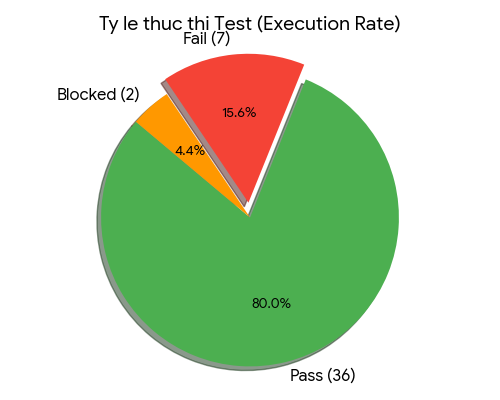 Ty le thuc thi Test (Execution Rate)
Fail (7)
Blocked (2)
15.6%
4.4%
80.0%
Pass (36)